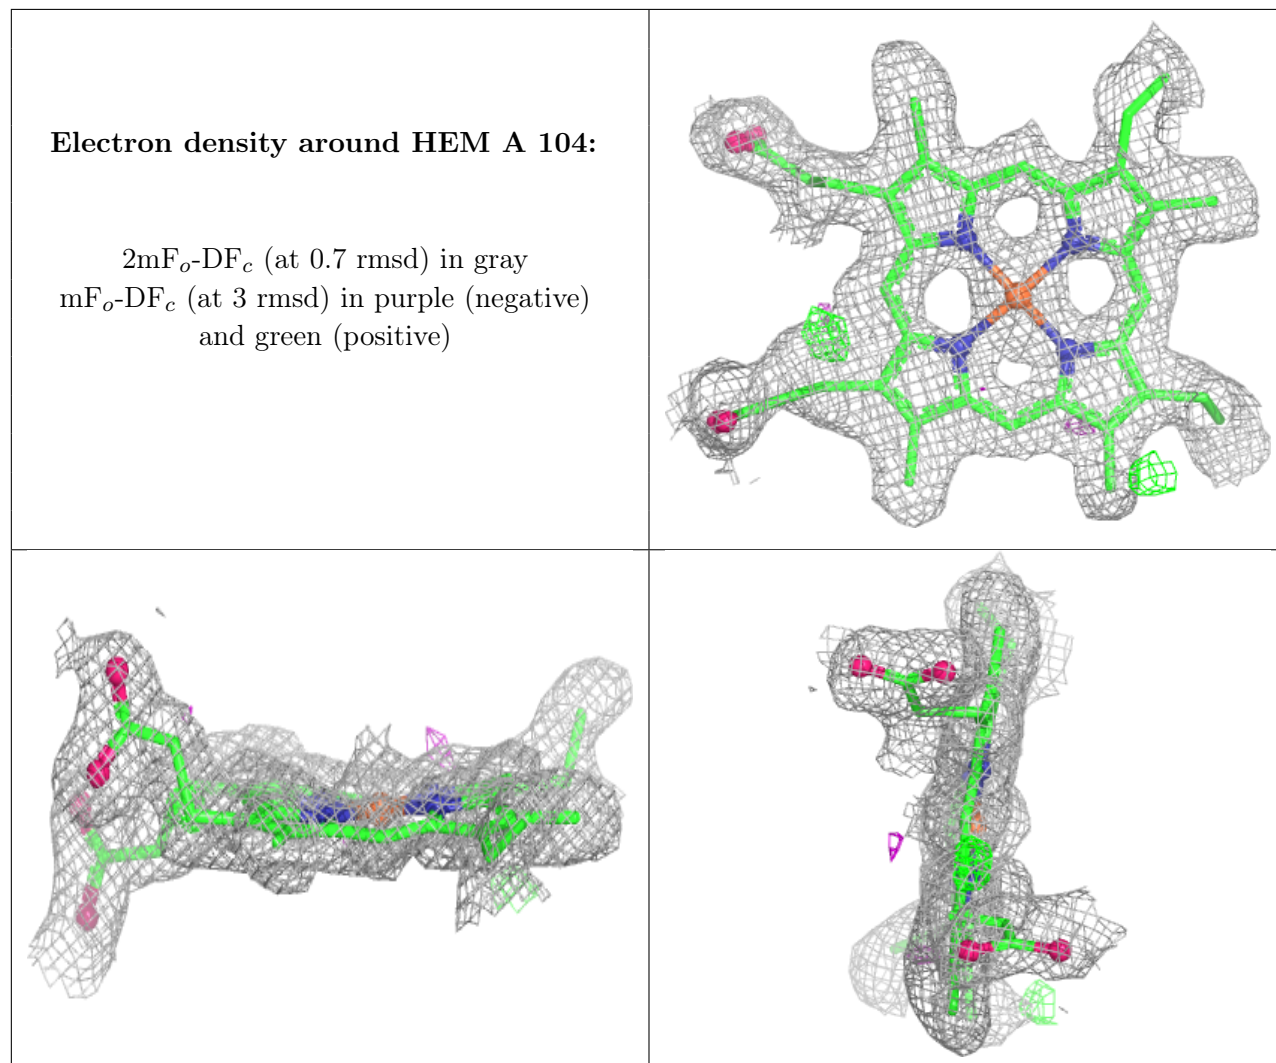 Electron density around HEM A 104:
2mFₒ-DF𝒸 (at 0.7 rmsd) in gray
mFₒ-DF𝒸 (at 3 rmsd) in purple (negative)
and green (positive)